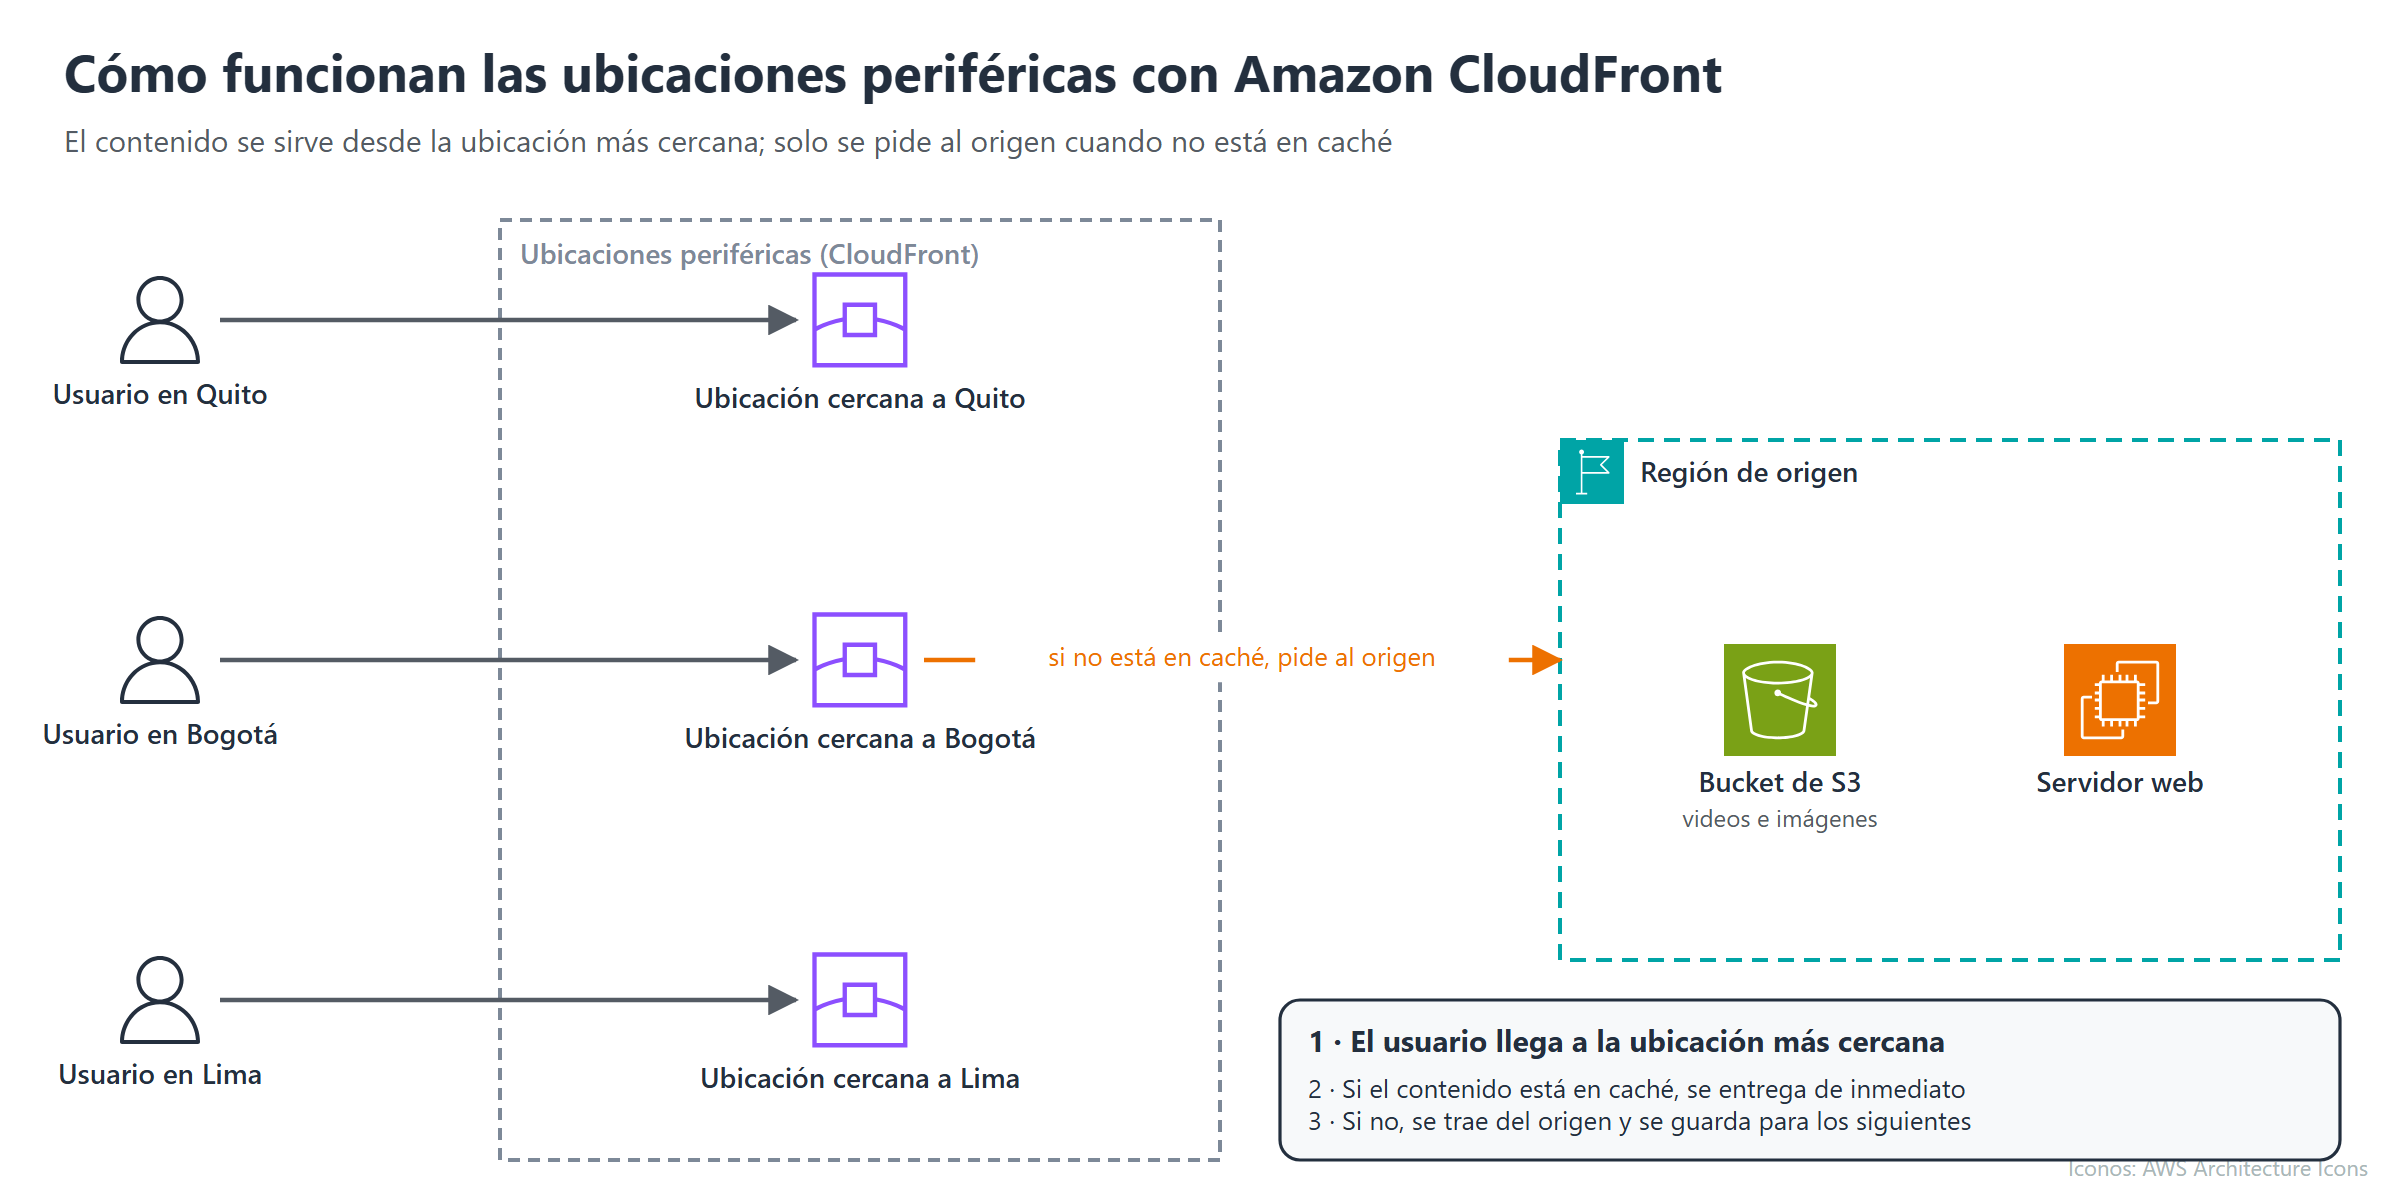 Cómo funcionan las ubicaciones periféricas con Amazon CloudFront
El contenido se sirve desde la ubicación más cercana; solo se pide al origen cuando no está en caché
Ubicaciones periféricas (CloudFront)
Usuario en Quito
Ubicación cercana a Quito
Región de origen
si no está en caché, pide al origen
Usuario en Bogotá
Ubicación cercana a Bogotá
Bucket de S3
videos e imágenes
Servidor web
Usuario en Lima
Ubicación cercana a Lima
1 · El usuario llega a la ubicación más cercana
2 · Si el contenido está en caché, se entrega de inmediato
3 · Si no, se trae del origen y se guarda para los siguientes
Iconos: AWS Architecture Icons